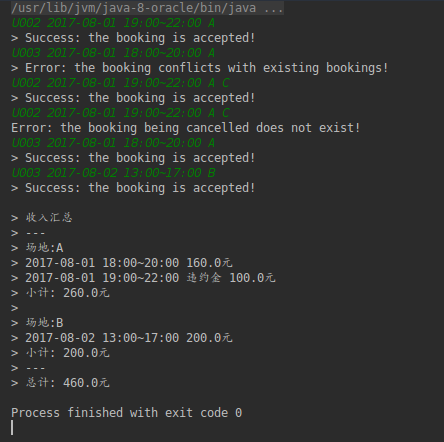 /usr/lib/jvm/java-8-oracle/bin/java ...
U002 2017-08-01 19:00~22:00 A
> Success: the booking is accepted!
U003 2017-08-01 18:00~20:00 A
> Error: the booking conflicts with existing bookings!
U002 2017-08-01 19:00~22:00 A C
> Success: the booking is accepted!
U002 2017-08-01 19:00~22:00 A C
Error: the booking being cancelled does not exist!
U003 2017-08-01 18:00~20:00 A
> Success: the booking is accepted!
U003 2017-08-02 13:00~17:00 B
> Success: the booking is accepted!
> 收入汇总
> ---
> 场地:A
> 2017-08-01 18:00~20:00 160.0元
> 2017-08-01 19:00~22:00 违约金 100.0元
> 小计: 260.0元
>
> 场地:B
> 2017-08-02 13:00~17:00 200.0元
> 小计: 200.0元
> ---
> 总计: 460.0元
Process finished with exit code 0